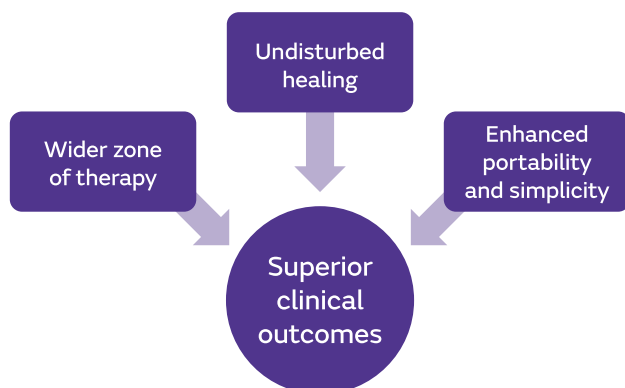 Undisturbed
healing
Wider zone
of therapy
Enhanced
portability
and simplicity
Superior
clinical
outcomes